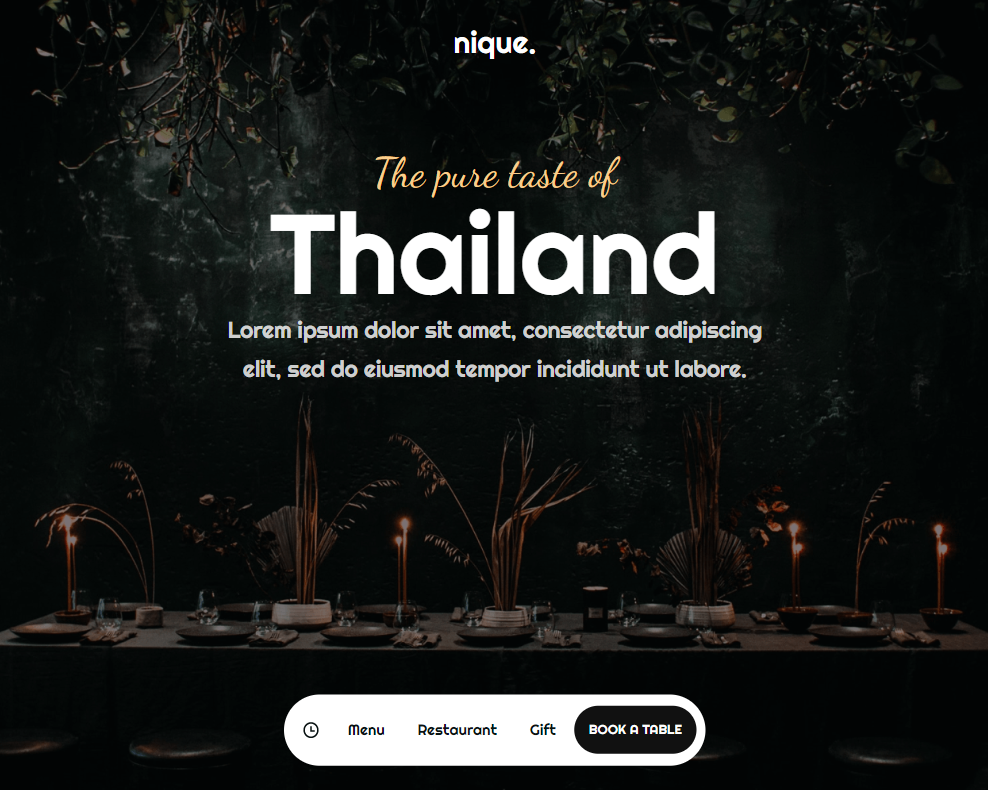 nique.
The pure taste of
Thailand
Lorem ipsum dolor sit amet, consectetur adipiscing
elit, sed do eiusmod tempor incididunt ut labore.
Menu Restaurant Gift BOOK A TABLE